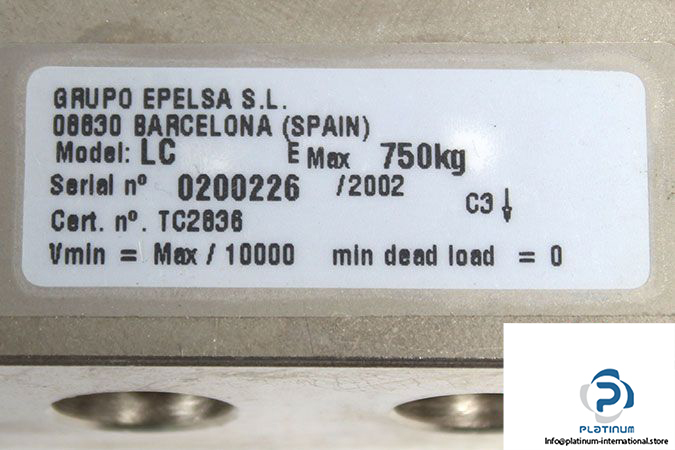 GRUPO EPELSA S.L.
08630 BARCELONA (SPAIN)
Model: LC E Max 750kg
Serial nº 0200226 /2002
C3↓
Cert. nº. TC2836
Vmin = Max / 10000 min dead load = 0
PLATINUM
Info@platinum-international.store